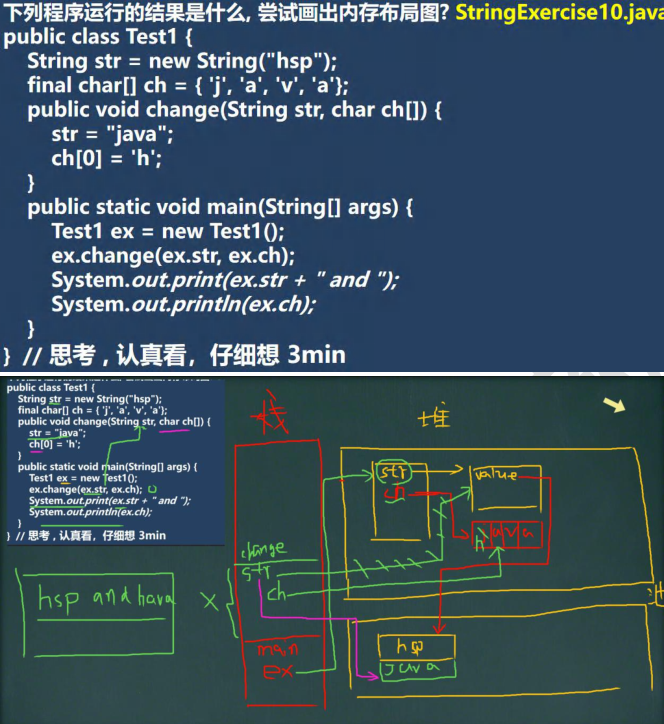 下列程序运行的结果是什么, 尝试画出内存布局图? StringExercise10.java
public class Test1 {
String str = new String("hsp");
final char[] ch = { 'j', 'a', 'v', 'a'};
public void change(String str, char ch[]) {
str = "java";
ch[0] = 'h';
}
public static void main(String[] args) {
Test1 ex = new Test1();
ex.change(ex.str, ex.ch);
System.out.print(ex.str + " and ");
System.out.println(ex.ch);
}
} // 思考 , 认真看，仔细想 3min
public class Test1 {
String str = new String("hsp");
final char[] ch = { 'j', 'a', 'v', 'a'};
public void change(String str, char ch[]) {
str = "java";
ch[0] = 'h';
}
public static void main(String[] args) {
Test1 ex = new Test1();
ex.change(ex.str, ex.ch);
System.out.print(ex.str + " and ");
System.out.println(ex.ch);
}
} // 思考 , 认真看，仔细想 3min
栈
堆
str
ch
value
h a v a
change
str
ch
hsp and hava
main
ex
hsp
java